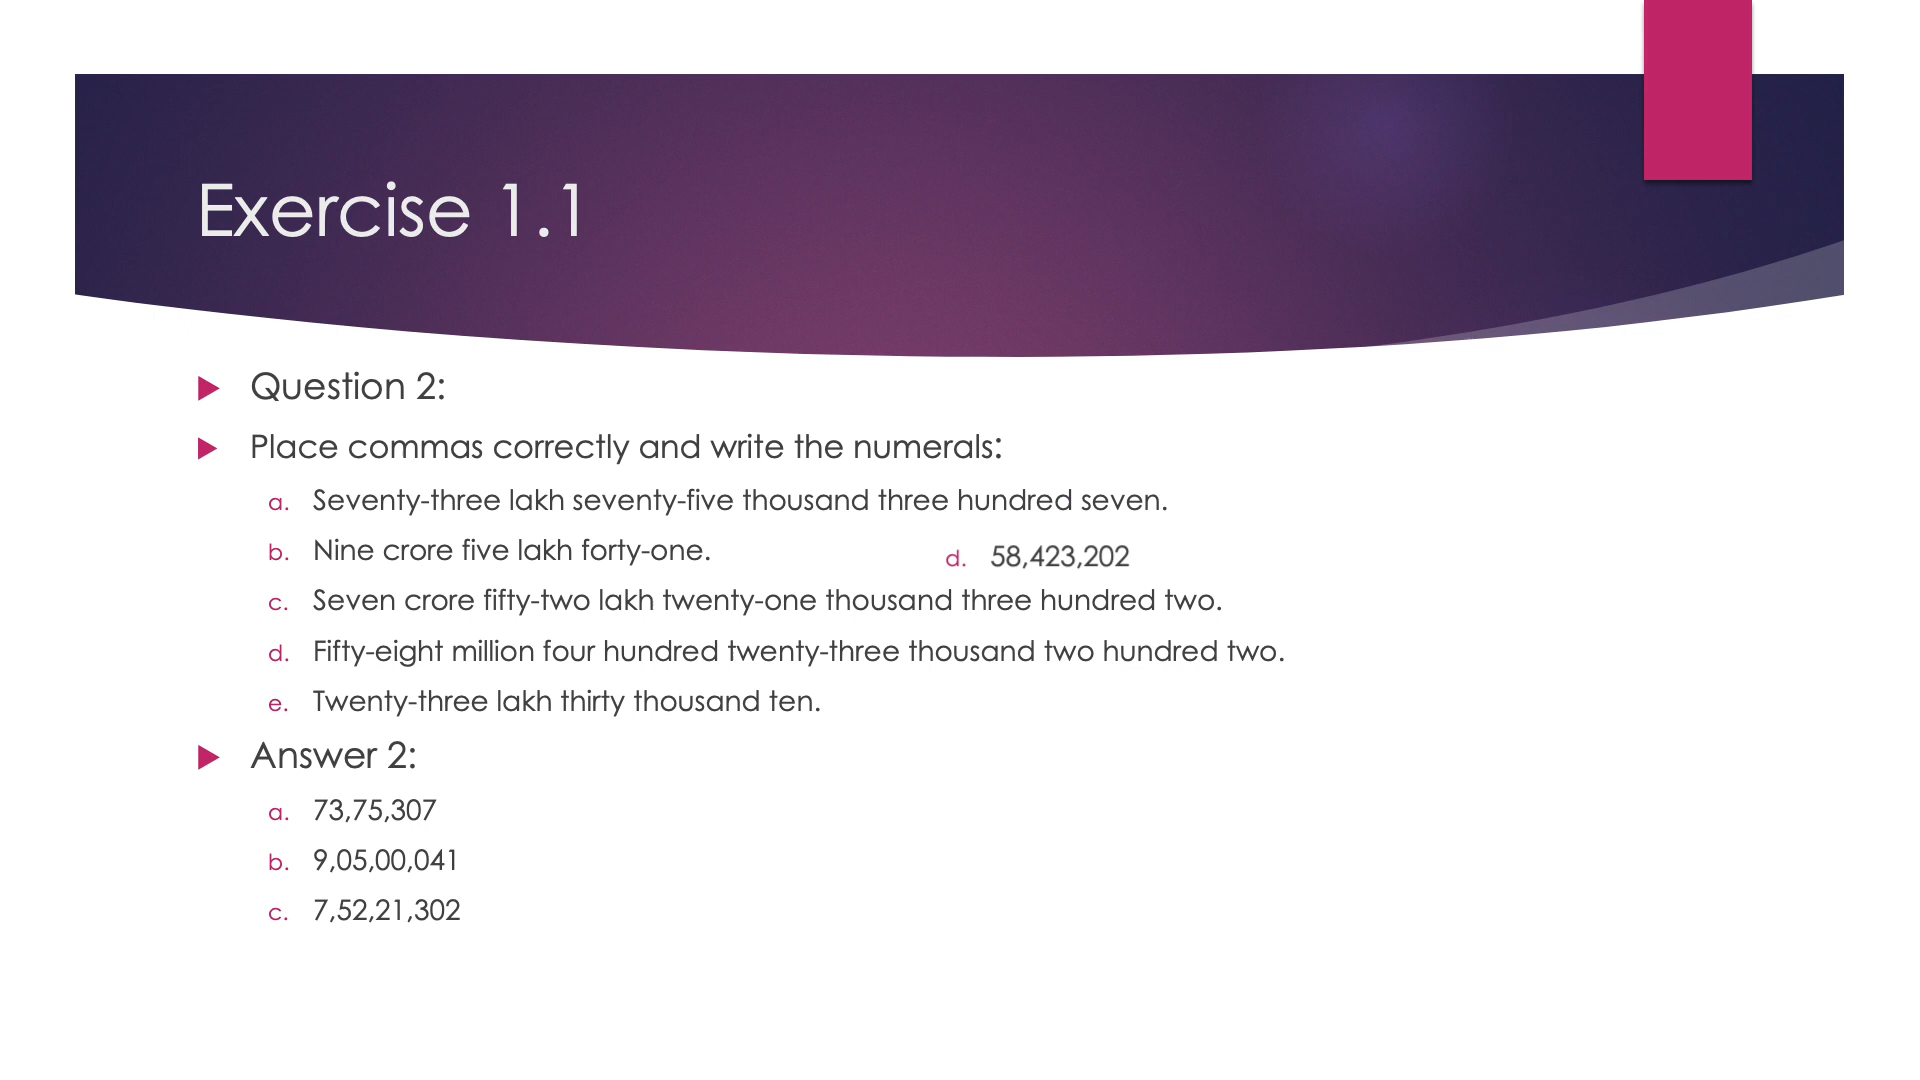 Exercise 1.1
Question 2:
Place commas correctly and write the numerals:
a. Seventy-three lakh seventy-five thousand three hundred seven.
b. Nine crore five lakh forty-one.
d. 58,423,202
c. Seven crore fifty-two lakh twenty-one thousand three hundred two.
d. Fifty-eight million four hundred twenty-three thousand two hundred two.
e. Twenty-three lakh thirty thousand ten.
Answer 2:
a. 73,75,307
b. 9,05,00,041
c. 7,52,21,302